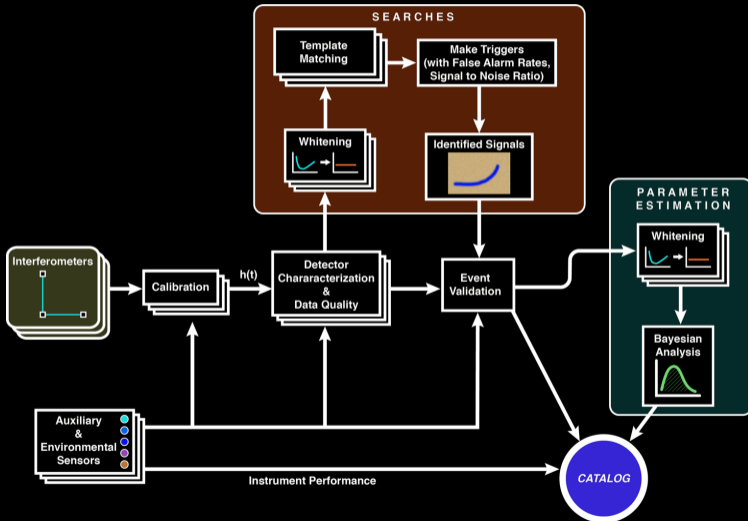 SEARCHES
Template
Matching
Make Triggers
(with False Alarm Rates,
Signal to Noise Ratio)
Whitening
Identified Signals
PARAMETER
ESTIMATION
Whitening
Interferometers
Calibration
h(t)
Detector
Chararacterization
&
Data Quality
Event
Validation
Bayesian
Analysis
Auxiliary
&
Environmental
Sensors
Instrument Performance
CATALOG